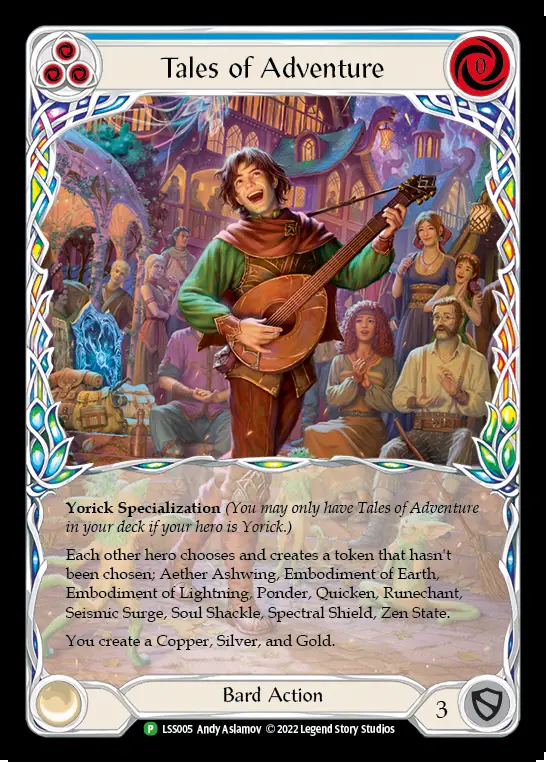 Tales of Adventure
0
Yorick Specialization (You may only have Tales of Adventure
in your deck if your hero is Yorick.)
Each other hero chooses and creates a token that hasn't
been chosen; Aether Ashwing, Embodiment of Earth,
Embodiment of Lightning, Ponder, Quicken, Runechant,
Seismic Surge, Soul Shackle, Spectral Shield, Zen State.
You create a Copper, Silver, and Gold.
Bard Action
3
P LSS005 Andy Aslamov © 2022 Legend Story Studios